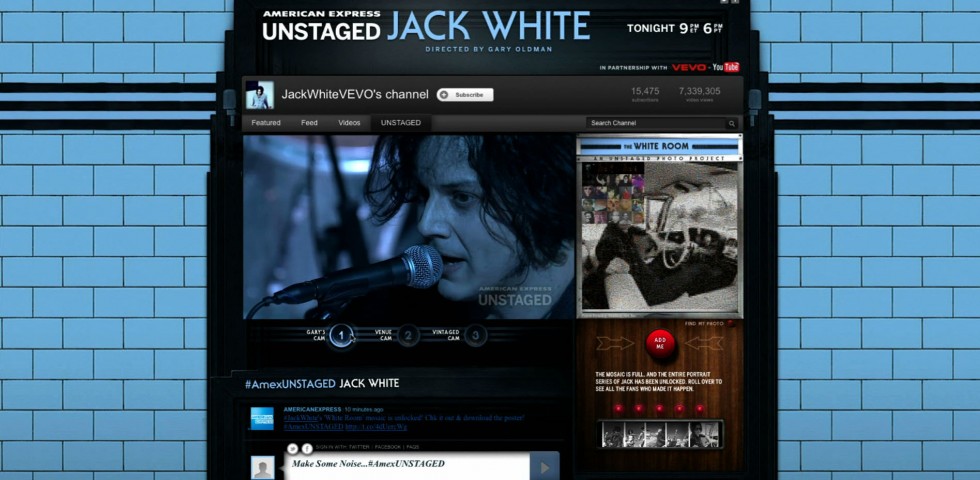 AMERICAN EXPRESS
UNSTAGED JACK WHITE
DIRECTED BY GARY OLDMAN
TONIGHT 9 PM ET 6 PM PT
IN PARTNERSHIP WITH VEVO - YouTube
JackWhiteVEVO's channel
Subscribe
15,475
subscriptions
7,339,305
video views
Featured Feed Videos UNSTAGED
Search Channel
THE WHITE ROOM
AN UNSTAGED PHOTO PROJECT
AMERICAN EXPRESS
UNSTAGED
GARY'S CAM 1
VENUE CAM 2
VINTAGED CAM 3
FIND MY PHOTO
ADD ME
THE MOSAIC IS FULL, AND THE ENTIRE PORTRAIT
SERIES OF JACK HAS BEEN UNLOCKED. ROLL OVER TO
SEE ALL THE FANS WHO MADE IT HAPPEN.
#AmexUNSTAGED JACK WHITE
AMERICANEXPRESS 10 minutes ago
#JackWhite's 'White Room' mosaic is unlocked! Chk it out & download the poster!
#AmexUNSTAGED
SIGN IN WITH: TWITTER | FACEBOOK | FAQS
Make Some Noise...#AmexUNSTAGED